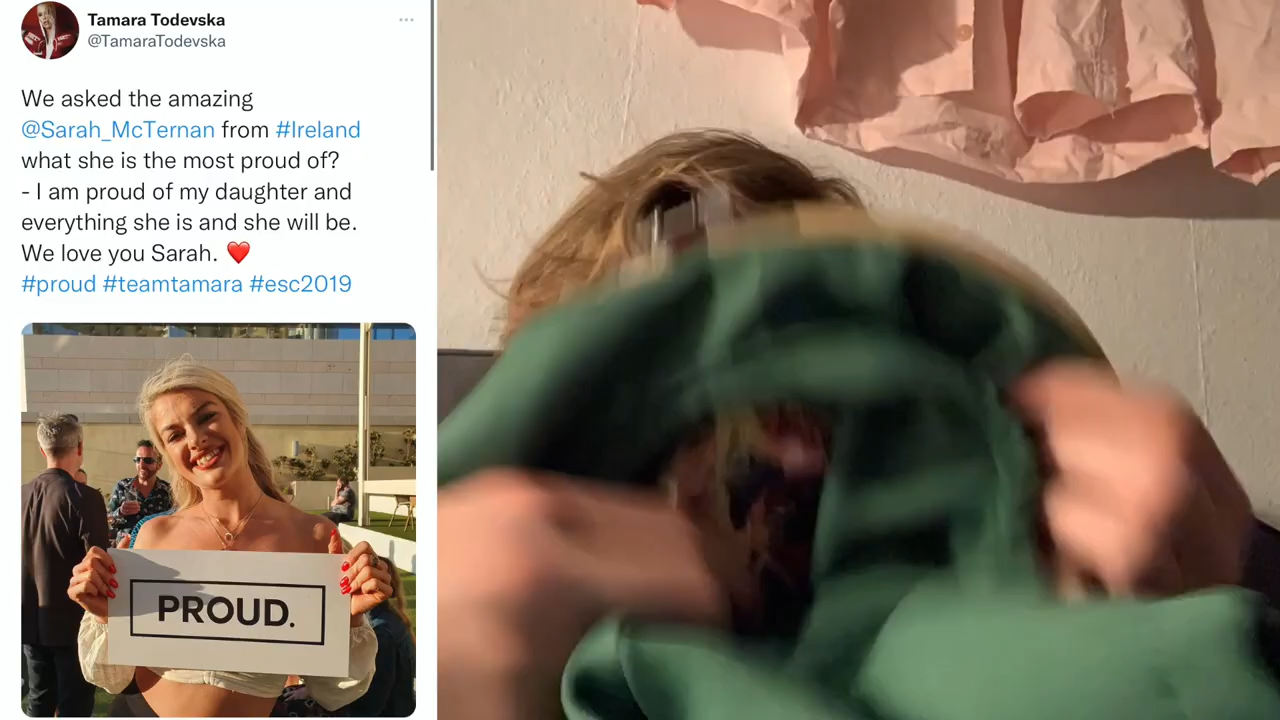 Tamara Todevska
@TamaraTodevska
We asked the amazing
@Sarah_McTernan from #Ireland
what she is the most proud of?
- I am proud of my daughter and
everything she is and she will be.
We love you Sarah. ❤️
#proud #teamtamara #esc2019
PROUD.